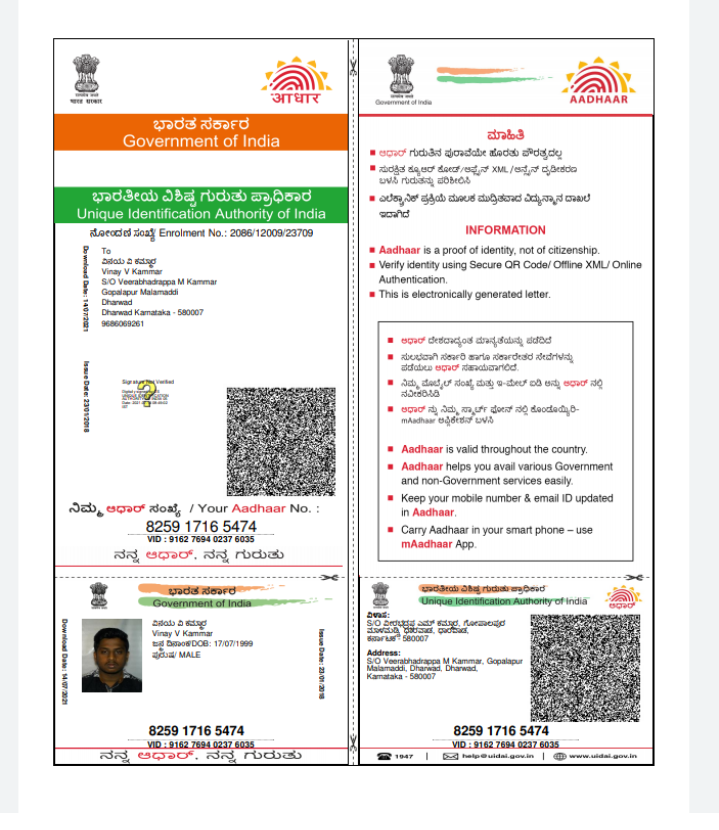 भारत सरकार
आधार
ಭಾರತ ಸರ್ಕಾರ
Government of India
ಭಾರತೀಯ ವಿಶಿಷ್ಟ ಗುರುತು ಪ್ರಾಧಿಕಾರ
Unique Identification Authority of India
ನೋಂದಣಿ ಸಂಖ್ಯೆ/ Enrolment No.: 2086/12009/23709
Download Date: 14/07/2021
To
ವಿನಯ ವಿ ಕಮ್ಮಾರ
Vinay V Kammar
S/O Veerabhadrappa M Kammar
Gopalapur Malamaddi
Dharwad
Dharwad Karnataka - 580007
9686069261
Issue Date: 23/01/2018
Signature Not Verified
ನಿಮ್ಮ ಆಧಾರ್ ಸಂಖ್ಯೆ / Your Aadhaar No. :
8259 1716 5474
VID : 9162 7694 0237 6035
ನನ್ನ ಆಧಾರ್, ನನ್ನ ಗುರುತು
Government of India
AADHAAR
ಮಾಹಿತಿ
ಆಧಾರ್ ಗುರುತಿನ ಪುರಾವೆಯೇ ಹೊರತು ಪೌರತ್ವದಲ್ಲ
ಸುರಕ್ಷಿತ ಕ್ಯೂಆರ್ ಕೋಡ್/ಆಫ್ಲೈನ್ XML /ಆನ್ಲೈನ್ ದೃಢೀಕರಣ
ಬಳಸಿ ಗುರುತನ್ನು ಪರಿಶೀಲಿಸಿ
ಎಲೆಕ್ಟ್ರಾನಿಕ್ ಪ್ರಕ್ರಿಯೆ ಮೂಲಕ ಮುದ್ರಿತವಾದ ವಿದ್ಯುನ್ಮಾನ ದಾಖಲೆ
ಇದಾಗಿದೆ
INFORMATION
Aadhaar is a proof of identity, not of citizenship.
Verify identity using Secure QR Code/ Offline XML/ Online
Authentication.
This is electronically generated letter.
ಆಧಾರ್ ದೇಶದಾದ್ಯಂತ ಮಾನ್ಯತೆಯನ್ನು ಪಡೆದಿದೆ
ಸುಲಭವಾಗಿ ಸರ್ಕಾರಿ ಹಾಗೂ ಸರ್ಕಾರೇತರ ಸೇವೆಗಳನ್ನು
ಪಡೆಯಲು ಆಧಾರ್ ಸಹಾಯವಾಗಲಿದೆ.
ನಿಮ್ಮ ಮೊಬೈಲ್ ಸಂಖ್ಯೆ ಮತ್ತು ಇ-ಮೇಲ್ ಐಡಿ ಅನ್ನು ಆಧಾರ್ ನಲ್ಲಿ
ನವೀಕರಿಸಿಡಿ
ಆಧಾರ್ ನ್ನು ನಿಮ್ಮ ಸ್ಮಾರ್ಟ್ ಫೋನ್ ನಲ್ಲಿ ಕೊಂಡೊಯ್ಯಿರಿ-
mAadhaar ಅಪ್ಲಿಕೇಶನ್ ಬಳಸಿ
Aadhaar is valid throughout the country.
Aadhaar helps you avail various Government
and non-Government services easily.
Keep your mobile number & email ID updated
in Aadhaar.
Carry Aadhaar in your smart phone – use
mAadhaar App.
ಭಾರತ ಸರ್ಕಾರ
Government of India
Download Date: 14/07/2021
ವಿನಯ ವಿ ಕಮ್ಮಾರ
Vinay V Kammar
ಜನ್ಮ ದಿನಾಂಕ/DOB: 17/07/1999
ಪುರುಷ/ MALE
Issue Date: 23/01/2018
8259 1716 5474
VID : 9162 7694 0237 6035
ನನ್ನ ಆಧಾರ್, ನನ್ನ ಗುರುತು
ಭಾರತೀಯ ವಿಶಿಷ್ಟ ಗುರುತು ಪ್ರಾಧಿಕಾರ
Unique Identification Authority of India
ಆಧಾರ್
ವಿಳಾಸ:
S/O ವೀರಭದ್ರಪ್ಪ ಎಮ್ ಕಮ್ಮಾರ, ಗೋಪಾಲಪುರ
ಮಾಳಮಡ್ಡಿ, ಧಾರವಾಡ, ಧಾರವಾಡ,
ಕರ್ನಾಟಕ - 580007
Address:
S/O Veerabhadrappa M Kammar, Gopalapur
Malamaddi, Dharwad, Dharwad,
Karnataka - 580007
8259 1716 5474
VID : 9162 7694 0237 6035
1947 | help@uidai.gov.in | www.uidai.gov.in